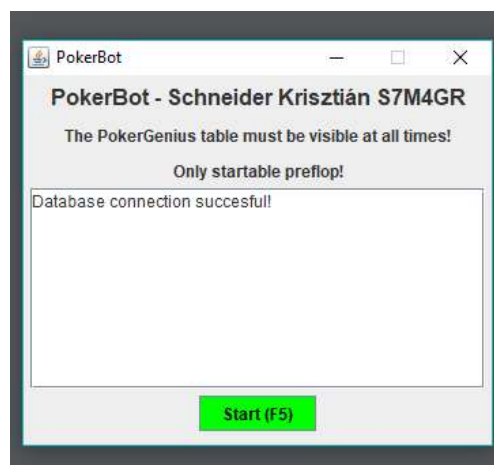 PokerBot
PokerBot - Schneider Krisztián S7M4GR
The PokerGenius table must be visible at all times!
Only startable preflop!
Database connection succesful!
Start (F5)